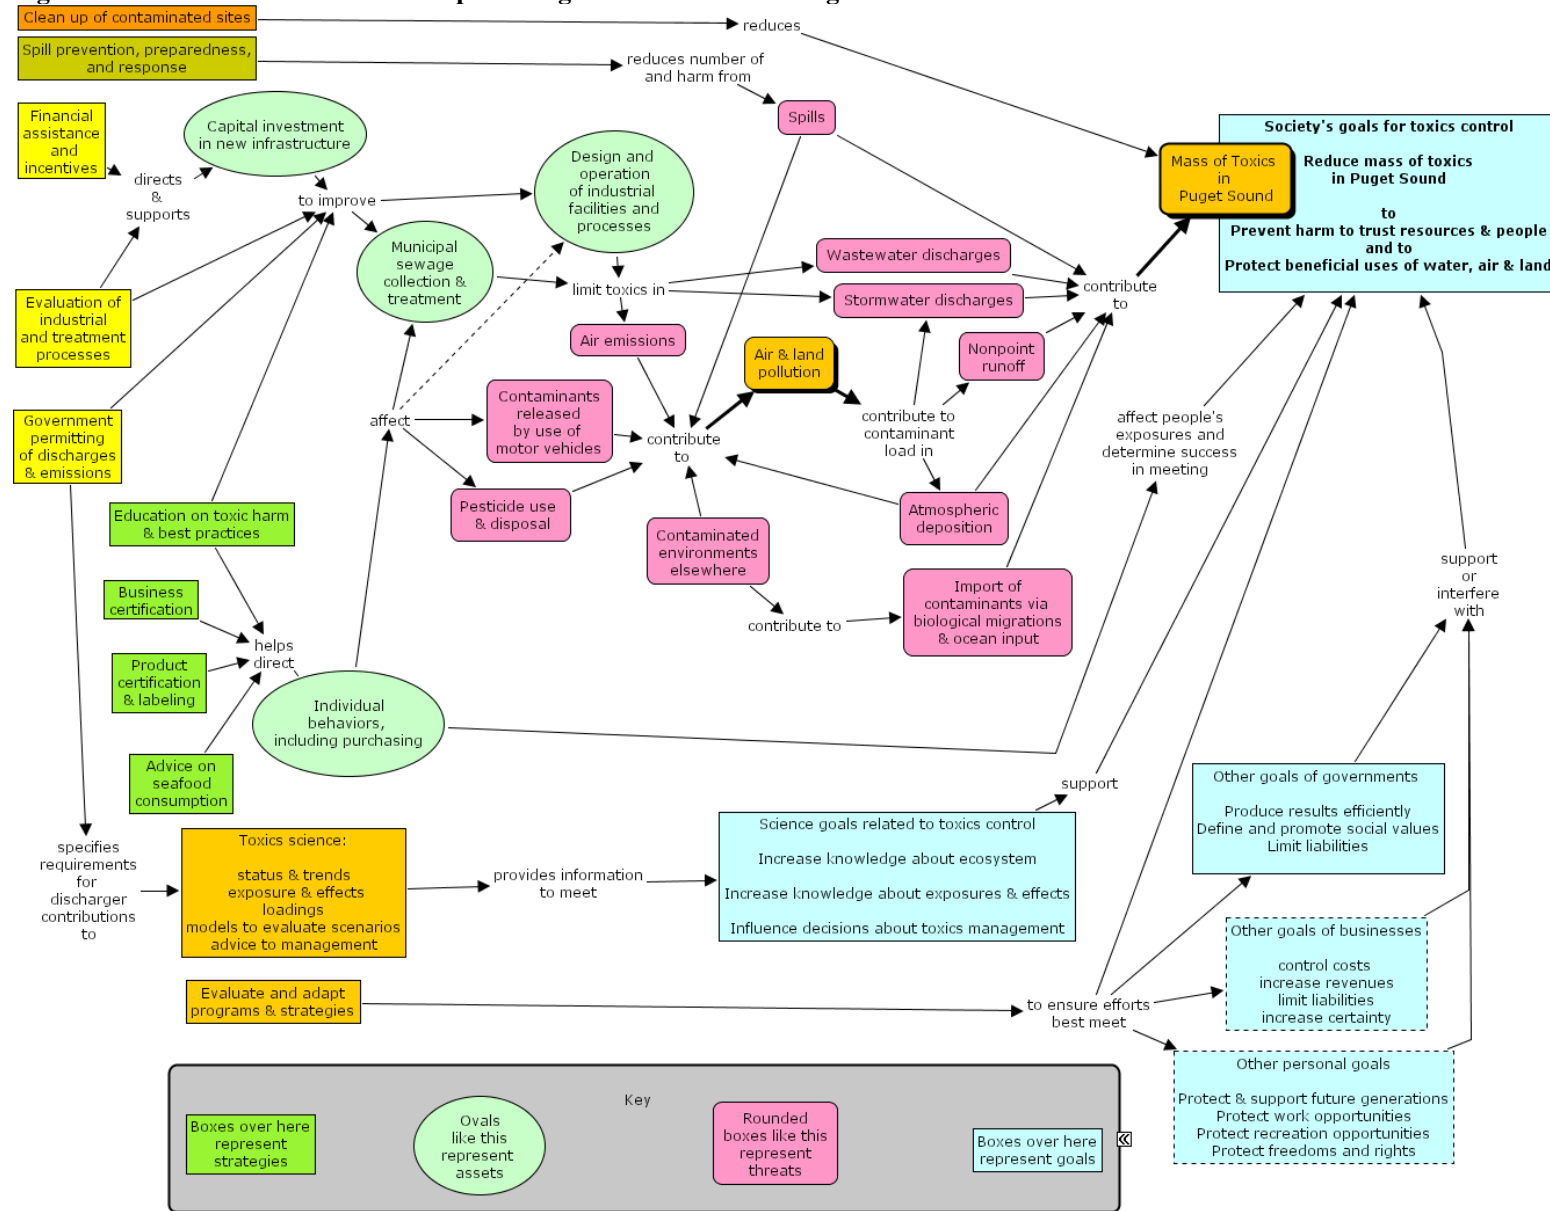 Clean up of contaminated sites
reduces
Spill prevention, preparedness,
and response
reduces number of
and harm from
Financial
assistance
and
incentives
Capital investment
in new infrastructure
Spills
directs
&
supports
to improve
Design and
operation
of industrial
facilities and
processes
Mass of Toxics
in
Puget Sound
Society's goals for toxics control
Reduce mass of toxics
in Puget Sound
to
Prevent harm to trust resources & people
and to
Protect beneficial uses of water, air & land
Municipal
sewage
collection &
treatment
limit toxics in
Wastewater discharges
Stormwater discharges
contribute
to
Evaluation of
industrial
and treatment
processes
Air emissions
Air & land
pollution
Nonpoint
runoff
Government
permitting
of discharges
& emissions
affect
Contaminants
released
by use of
motor vehicles
contribute
to
contribute to
contaminant
load in
affect people's
exposures and
determine success
in meeting
Education on toxic harm
& best practices
Pesticide use
& disposal
Contaminated
environments
elsewhere
Atmospheric
deposition
support
or
interfere
with
Business
certification
contribute to
Import of
contaminants via
biological migrations
& ocean input
helps
direct
Product
certification
& labeling
Individual
behaviors,
including purchasing
Advice on
seafood
consumption
support
Other goals of governments
Produce results efficiently
Define and promote social values
Limit liabilities
specifies
requirements
for
discharger
contributions
to
Toxics science:
status & trends
exposure & effects
loadings
models to evaluate scenarios
advice to management
provides information
to meet
Science goals related to toxics control
Increase knowledge about ecosystem
Increase knowledge about exposures & effects
Influence decisions about toxics management
Other goals of businesses
control costs
increase revenues
limit liabilities
increase certainty
Evaluate and adapt
programs & strategies
to ensure efforts
best meet
Other personal goals
Protect & support future generations
Protect work opportunities
Protect recreation opportunities
Protect freedoms and rights
Key
Boxes over here
represent
strategies
Ovals
like this
represent
assets
Rounded
boxes like this
represent
threats
Boxes over here
represent goals